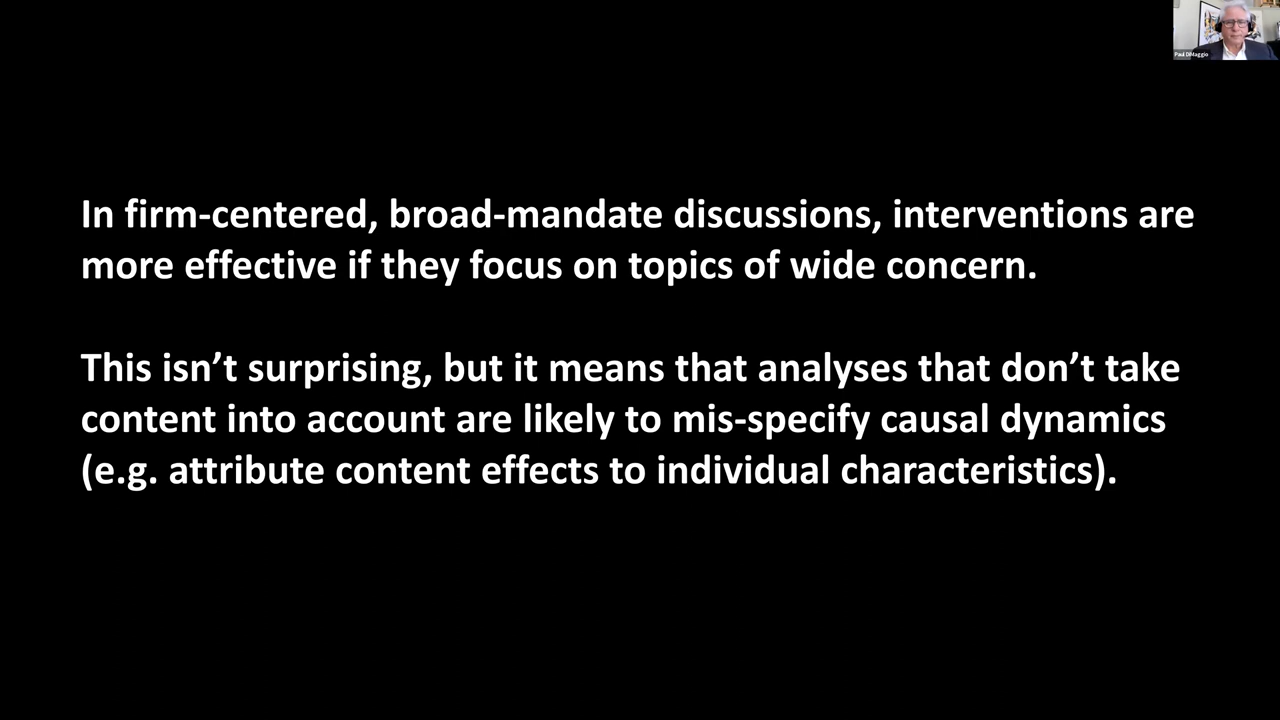 Paul DiMaggio
In firm-centered, broad-mandate discussions, interventions are
more effective if they focus on topics of wide concern.
This isn’t surprising, but it means that analyses that don’t take
content into account are likely to mis-specify causal dynamics
(e.g. attribute content effects to individual characteristics).